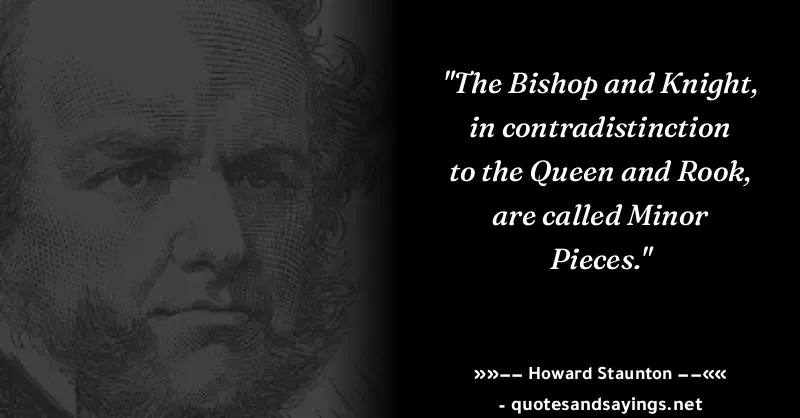 "The Bishop and Knight,
in contradistinction
to the Queen and Rook,
are called Minor
Pieces."
»»−− Howard Staunton −−««
- quotesandsayings.net